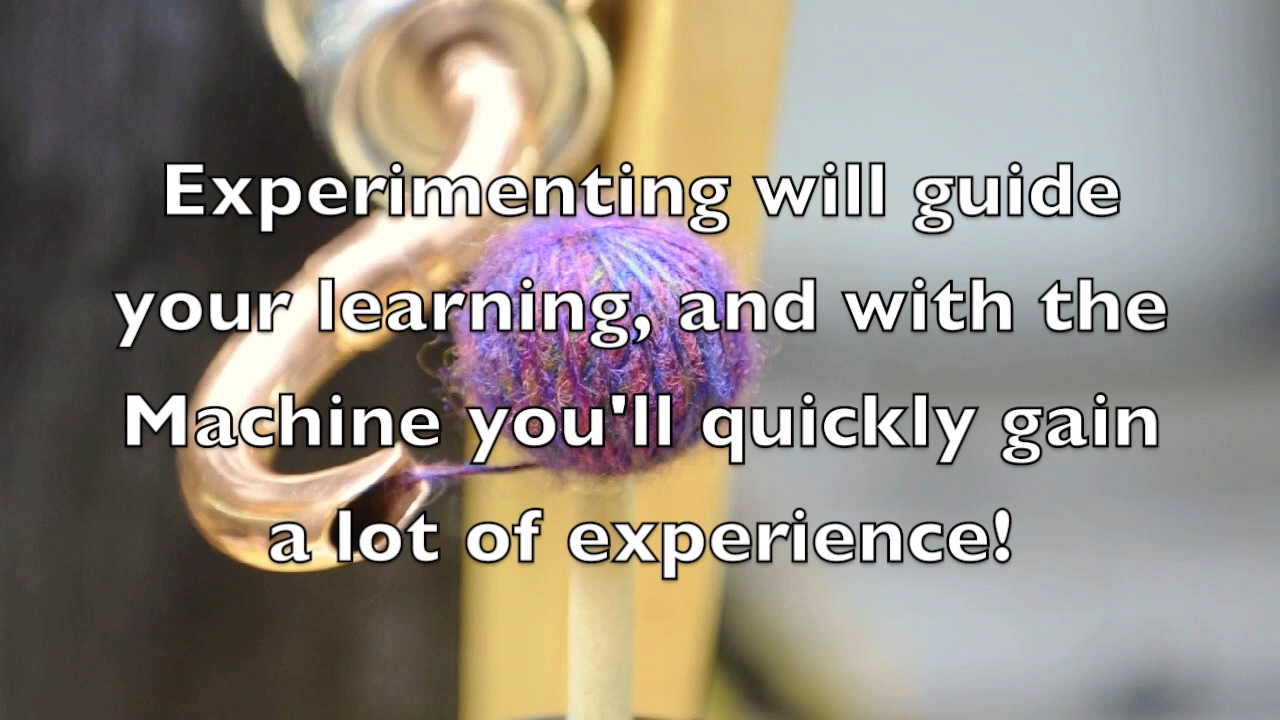 Experimenting will guide
your learning, and with the
Machine you'll quickly gain
a lot of experience!